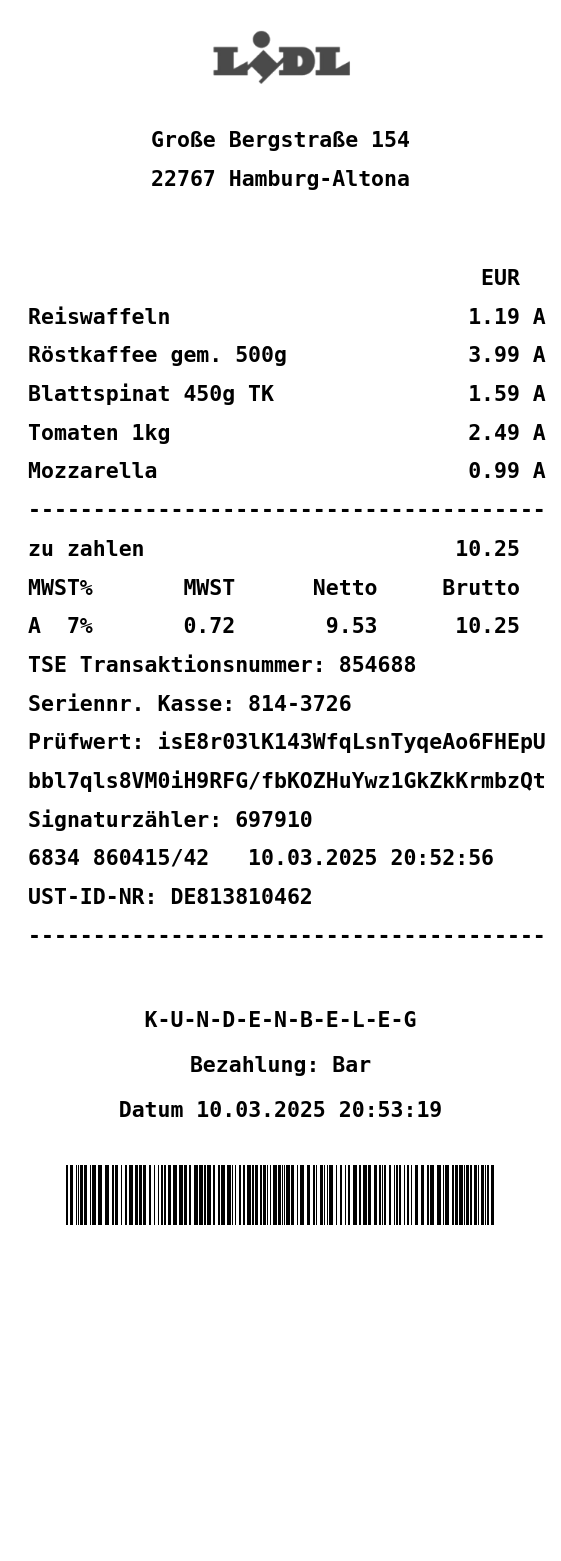 LIDL
Große Bergstraße 154
22767 Hamburg-Altona
EUR
Reiswaffeln 1.19 A
Röstkaffee gem. 500g 3.99 A
Blattspinat 450g TK 1.59 A
Tomaten 1kg 2.49 A
Mozzarella 0.99 A
----------------------------------------
zu zahlen 10.25
MWST% MWST Netto Brutto
A 7% 0.72 9.53 10.25
TSE Transaktionsnummer: 854688
Seriennr. Kasse: 814-3726
Prüfwert: isE8r03lK143WfqLsnTyqeAo6FHEpU
bbl7qls8VM0iH9RFG/fbKOZHuYwz1GkZkKrmbzQt
Signaturzähler: 697910
6834 860415/42 10.03.2025 20:52:56
UST-ID-NR: DE813810462
----------------------------------------
K-U-N-D-E-N-B-E-L-E-G
Bezahlung: Bar
Datum 10.03.2025 20:53:19